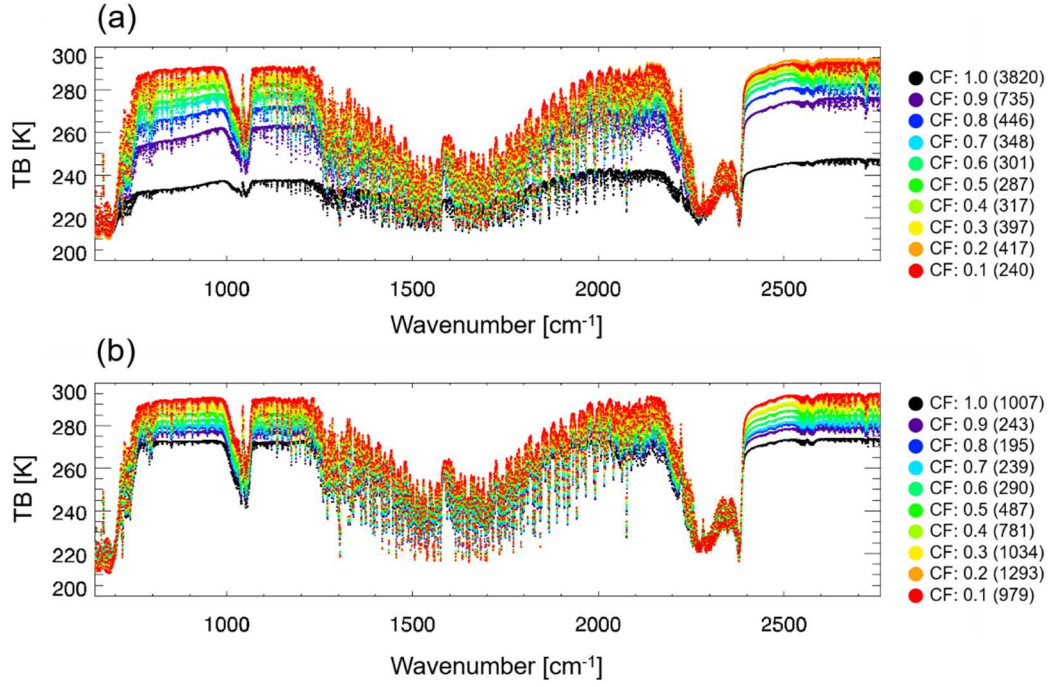 (a)
300
280
260
240
220
200
TB [K]
1000 1500 2000 2500
Wavenumber [cm-1]
CF: 1.0 (3820)
CF: 0.9 (735)
CF: 0.8 (446)
CF: 0.7 (348)
CF: 0.6 (301)
CF: 0.5 (287)
CF: 0.4 (317)
CF: 0.3 (397)
CF: 0.2 (417)
CF: 0.1 (240)
(b)
300
280
260
240
220
200
TB [K]
1000 1500 2000 2500
Wavenumber [cm-1]
CF: 1.0 (1007)
CF: 0.9 (243)
CF: 0.8 (195)
CF: 0.7 (239)
CF: 0.6 (290)
CF: 0.5 (487)
CF: 0.4 (781)
CF: 0.3 (1034)
CF: 0.2 (1293)
CF: 0.1 (979)